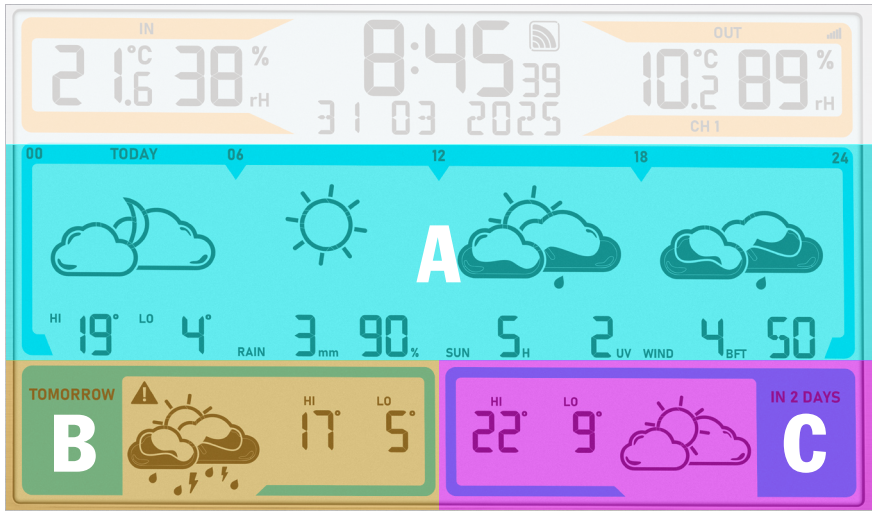 IN
21.6 °C 38 % rH
8:45 39
31 03 2025
OUT
10.2 °C 89 % rH
CH 1
00 TODAY 06 12 18 24
A
HI 19° LO 4° RAIN 3 mm 90 % SUN 5 H 2 UV WIND 4 BFT 50
TOMORROW
B
HI 17° LO 5°
HI 22° LO 9°
IN 2 DAYS
C